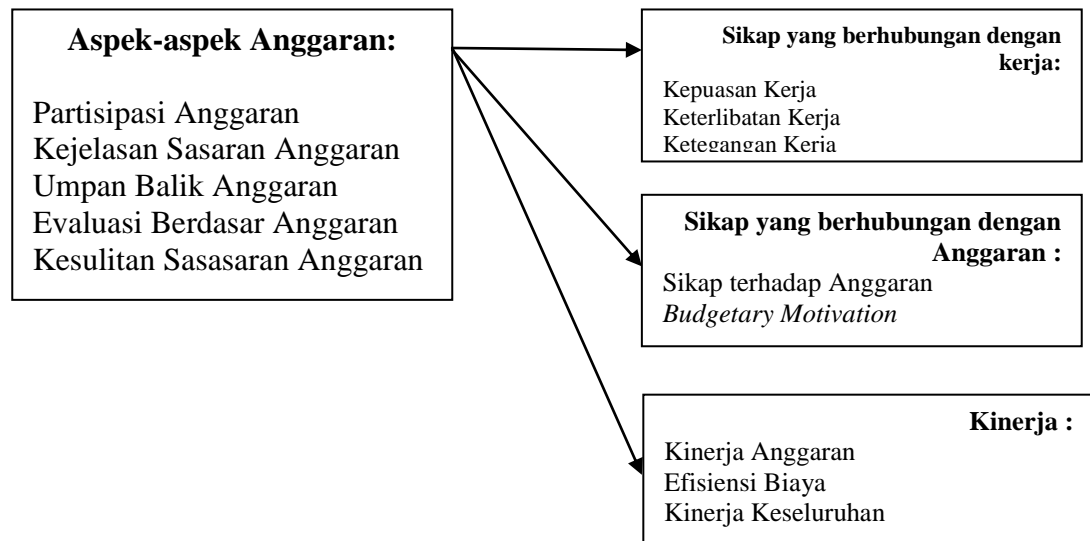 Aspek-aspek Anggaran:
Partisipasi Anggaran
Kejelasan Sasaran Anggaran
Umpan Balik Anggaran
Evaluasi Berdasar Anggaran
Kesulitan Sasasaran Anggaran
Sikap yang berhubungan dengan
kerja:
Kepuasan Kerja
Keterlibatan Kerja
Ketegangan Kerja
Sikap yang berhubungan dengan
Anggaran :
Sikap terhadap Anggaran
Budgetary Motivation
Kinerja :
Kinerja Anggaran
Efisiensi Biaya
Kinerja Keseluruhan